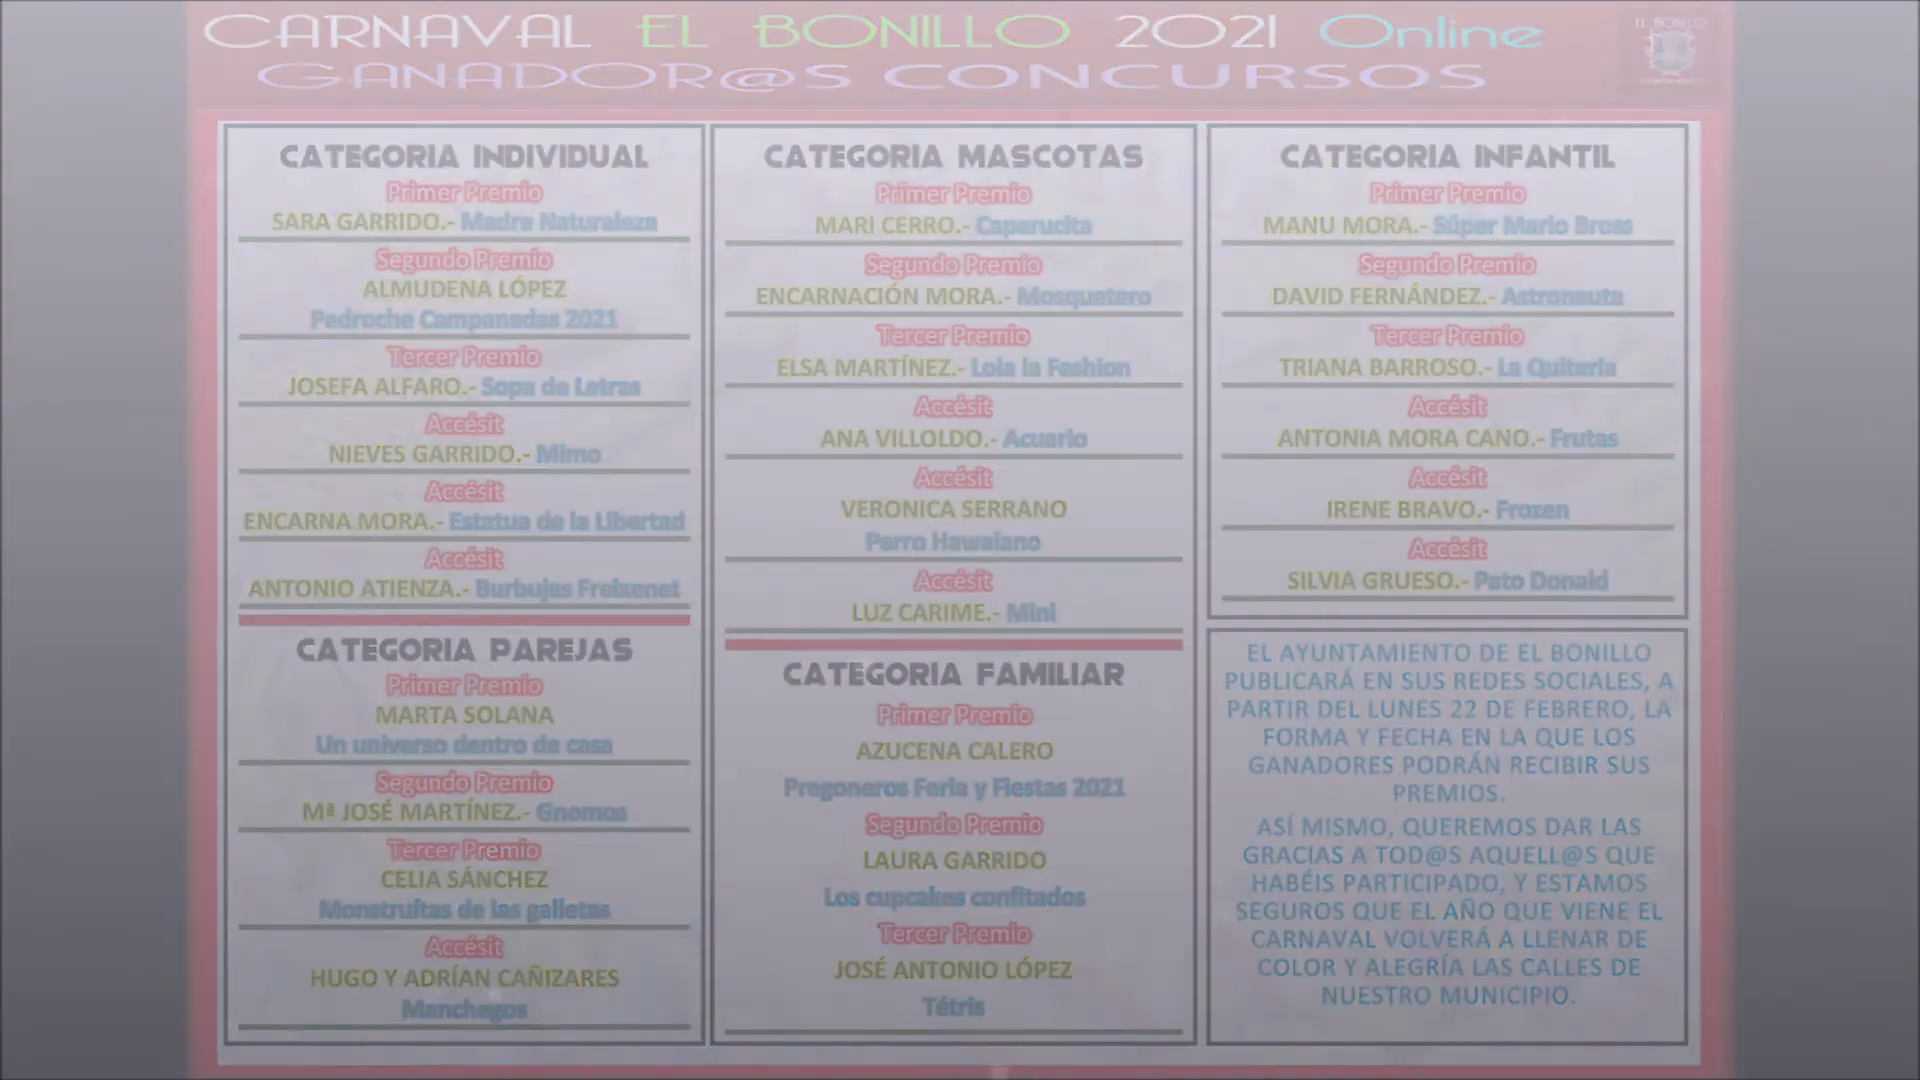 CARNAVAL EL BONILLO 2021 Online
GANADOR@S CONCURSOS
EL BONILLO
CATEGORIA INDIVIDUAL
Primer Premio
SARA GARRIDO.- Madre Naturaleza
Segundo Premio
ALMUDENA LÓPEZ
Pedroche Campanadas 2021
Tercer Premio
JOSEFA ALFARO.- Sopa de Letras
Accésit
NIEVES GARRIDO.- Mimo
Accésit
ENCARNA MORA.- Estatua de la Libertad
Accésit
ANTONIO ATIENZA.- Burbujas Freixenet
CATEGORIA PAREJAS
Primer Premio
MARTA SOLANA
Un universo dentro de casa
Segundo Premio
Mª JOSÉ MARTÍNEZ.- Gnomos
Tercer Premio
CELIA SÁNCHEZ
Monstruitas de las galletas
Accésit
HUGO Y ADRÍAN CAÑIZARES
Manchegos
CATEGORIA MASCOTAS
Primer Premio
MARI CERRO.- Caparucita
Segundo Premio
ENCARNACIÓN MORA.- Mosquetero
Tercer Premio
ELSA MARTÍNEZ.- Lola la Fashion
Accésit
ANA VILLOLDO.- Acuario
Accésit
VERONICA SERRANO
Perro Hawaiano
Accésit
LUZ CARIME.- Mini
CATEGORIA FAMILIAR
Primer Premio
AZUCENA CALERO
Pregoneros Feria y Fiestas 2021
Segundo Premio
LAURA GARRIDO
Los cupcakes confitados
Tercer Premio
JOSÉ ANTONIO LÓPEZ
Tétris
CATEGORIA INFANTIL
Primer Premio
MANU MORA.- Súper Mario Bross
Segundo Premio
DAVID FERNÁNDEZ.- Astronauta
Tercer Premio
TRIANA BARROSO.- La Quiteria
Accésit
ANTONIA MORA CANO.- Frutas
Accésit
IRENE BRAVO.- Frozen
Accésit
SILVIA GRUESO.- Pato Donald
EL AYUNTAMIENTO DE EL BONILLO
PUBLICARÁ EN SUS REDES SOCIALES, A
PARTIR DEL LUNES 22 DE FEBRERO, LA
FORMA Y FECHA EN LA QUE LOS
GANADORES PODRÁN RECIBIR SUS
PREMIOS.
ASÍ MISMO, QUEREMOS DAR LAS
GRACIAS A TOD@S AQUELL@S QUE
HABÉIS PARTICIPADO, Y ESTAMOS
SEGUROS QUE EL AÑO QUE VIENE EL
CARNAVAL VOLVERÁ A LLENAR DE
COLOR Y ALEGRÍA LAS CALLES DE
NUESTRO MUNICIPIO.